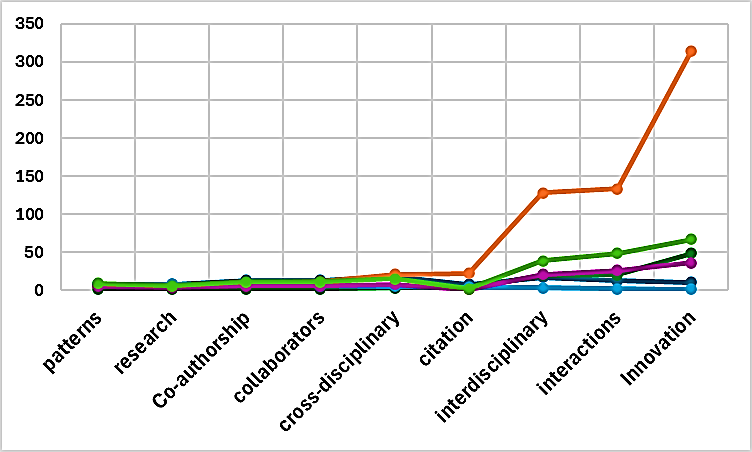 350
300
250
200
150
100
50
0
patterns
research
Co-authorship
collaborators
cross-disciplinary
citation
interdisciplinary
interactions
Innovation